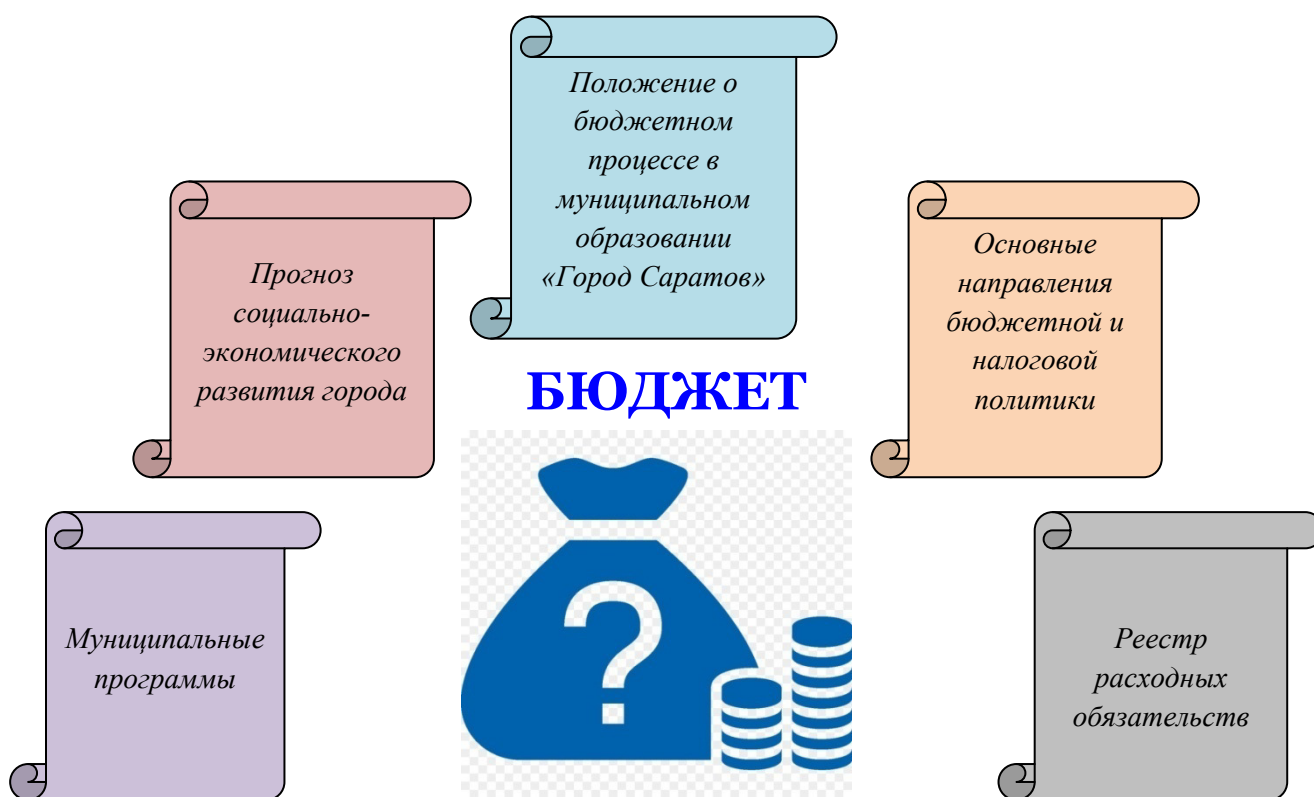 Положение о
бюджетном
процессе в
муниципальном
образовании
«Город Саратов»
Прогноз
социально-
экономического
развития города
Основные
направления
бюджетной и
налоговой
политики
БЮДЖЕТ
Муниципальные
программы
?
Реестр
расходных
обязательств